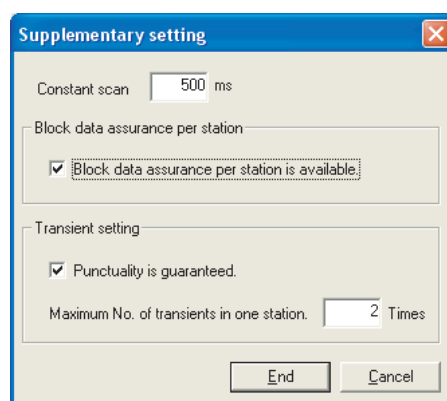 Supplementary setting
Constant scan 500 ms
Block data assurance per station
Block data assurance per station is available.
Transient setting
Punctuality is guaranteed.
Maximum No. of transients in one station. 2 Times
End Cancel